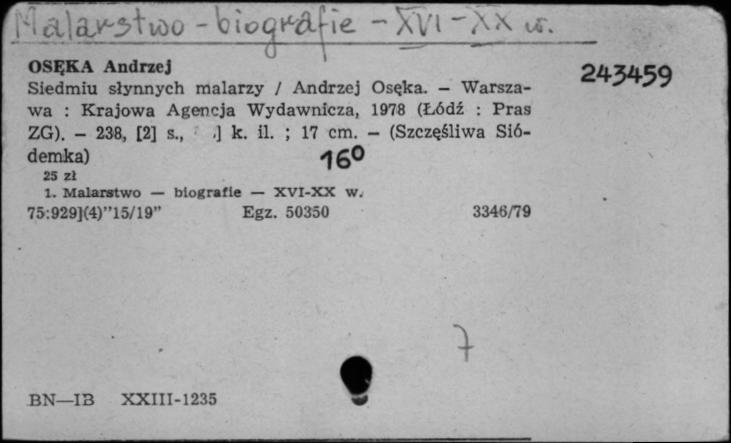 Malarstwo - biografie - XVI - XX w.
OSĘKA Andrzej
243459
Siedmiu słynnych malarzy / Andrzej Osęka. — Warsza-
wa : Krajowa Agencja Wydawnicza, 1978 (Łódź : Pras
ZG). — 238, [2] s., ] k. il. ; 17 cm. — (Szczęśliwa Sió-
demka)
16º
25 zł
1. Malarstwo — biografie — XVI-XX w.
75:929](4)"15/19" Egz. 50350 3346/79
7
BN—IB XXIII-1235